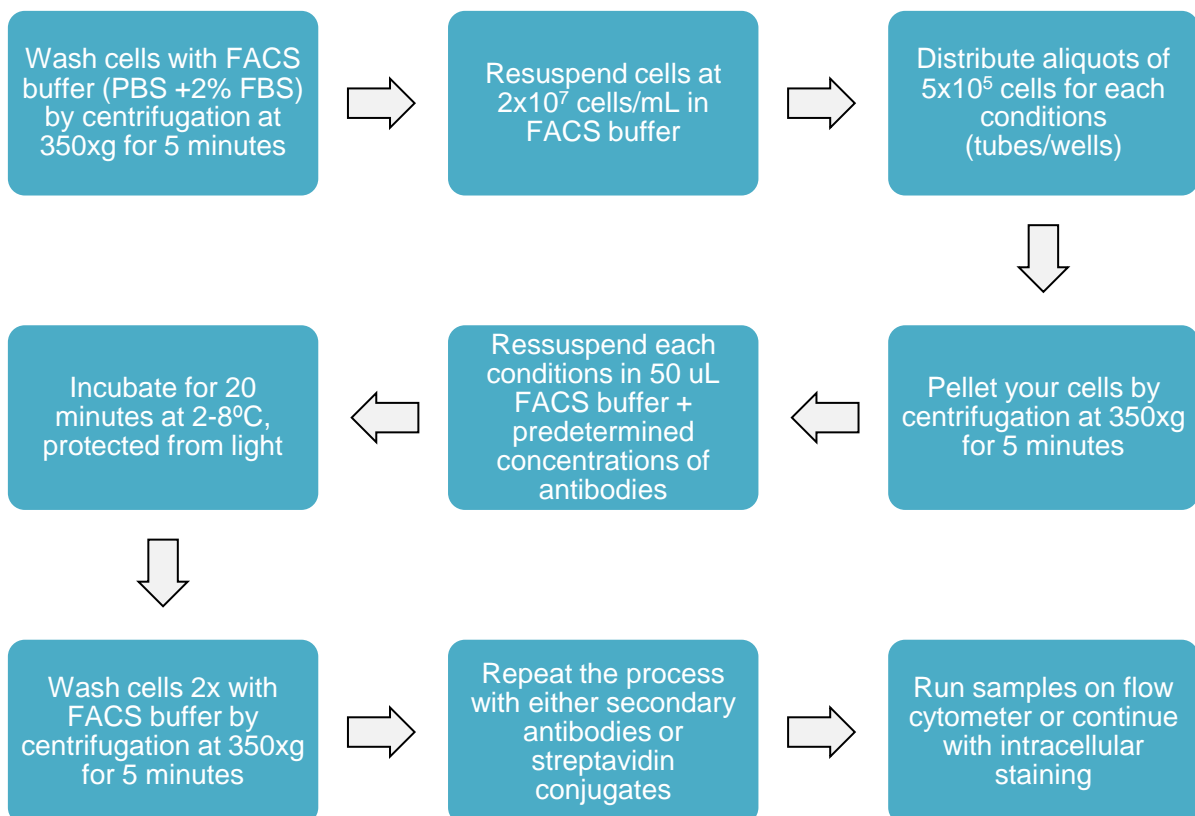 Wash cells with FACS
buffer (PBS +2% FBS)
by centrifugation at
350xg for 5 minutes
Resuspend cells at
2x10⁷ cells/mL in
FACS buffer
Distribute aliquots of
5x10⁵ cells for each
conditions
(tubes/wells)
Pellet your cells by
centrifugation at 350xg
for 5 minutes
Ressuspend each
conditions in 50 uL
FACS buffer +
predetermined
concentrations of
antibodies
Incubate for 20
minutes at 2-8ºC,
protected from light
Wash cells 2x with
FACS buffer by
centrifugation at 350xg
for 5 minutes
Repeat the process
with either secondary
antibodies or
streptavidin
conjugates
Run samples on flow
cytometer or continue
with intracellular
staining